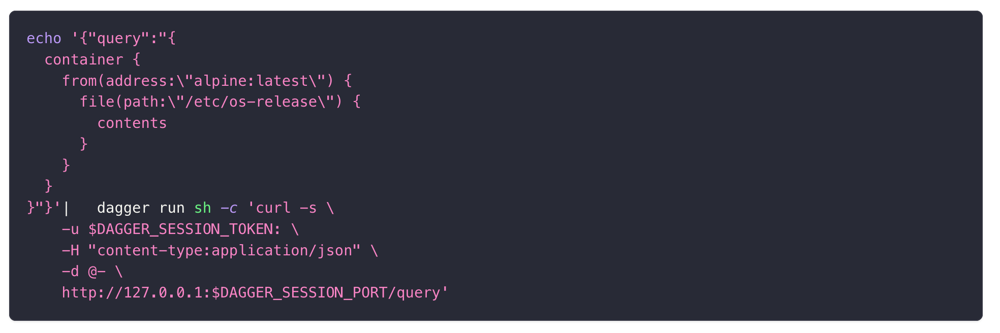 echo '{"query":"{
  container {
    from(address:\"alpine:latest\") {
      file(path:\"/etc/os-release\") {
        contents
      }
    }
  }
}"}'|   dagger run sh -c 'curl -s \
    -u $DAGGER_SESSION_TOKEN: \
    -H "content-type:application/json" \
    -d @- \
    http://127.0.0.1:$DAGGER_SESSION_PORT/query'